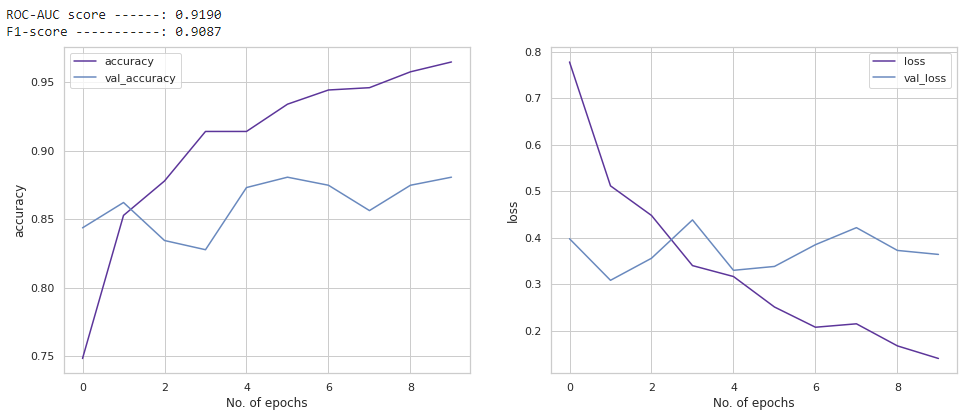 ROC-AUC score ------: 0.9190
F1-score -----------: 0.9087
accuracy
val_accuracy
0.95
0.90
0.85
0.80
0.75
accuracy
0 2 4 6 8
No. of epochs
loss
val_loss
0.8
0.7
0.6
0.5
0.4
0.3
0.2
loss
0 2 4 6 8
No. of epochs